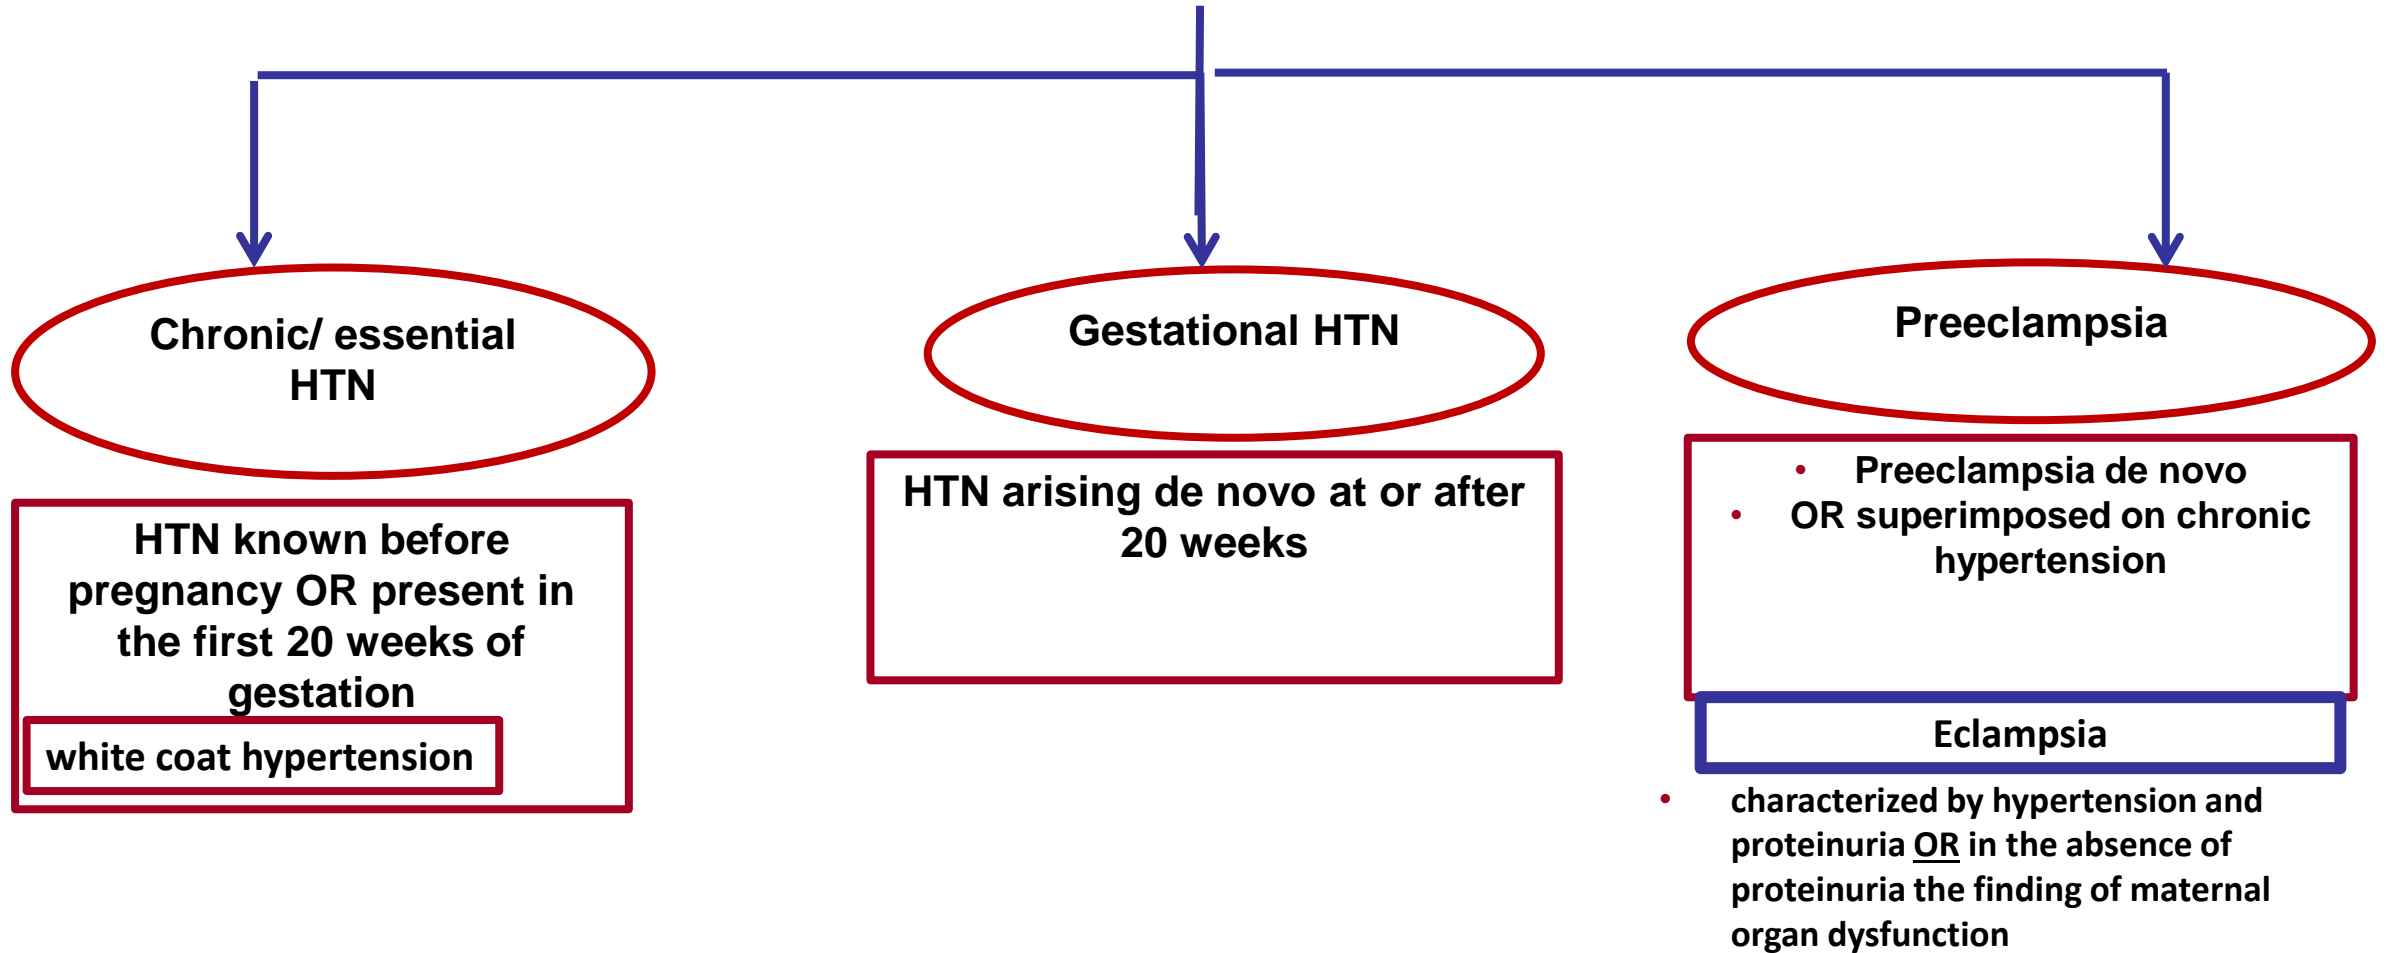 Chronic/ essential
HTN
HTN known before
pregnancy OR present in
the first 20 weeks of
gestation
white coat hypertension
Gestational HTN
HTN arising de novo at or after
20 weeks
Preeclampsia
• Preeclampsia de novo
• OR superimposed on chronic
hypertension
Eclampsia
• characterized by hypertension and
proteinuria OR in the absence of
proteinuria the finding of maternal
organ dysfunction